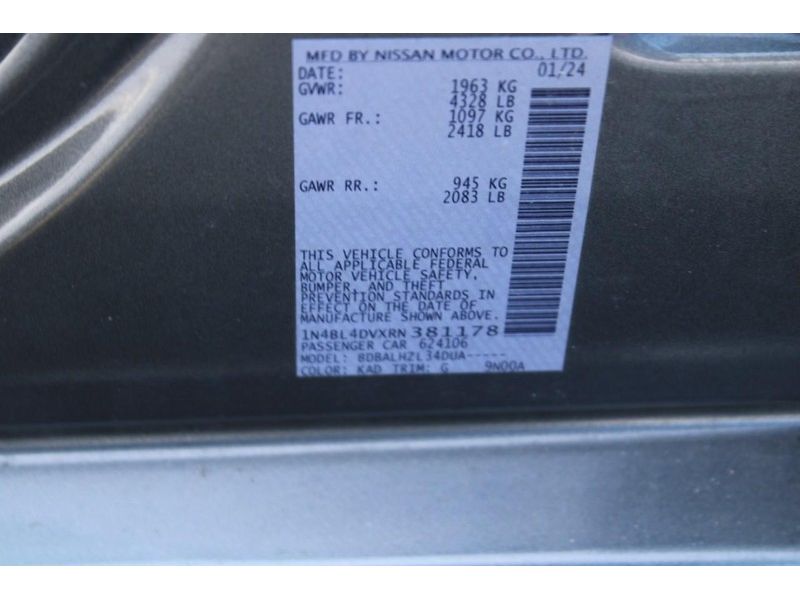 MFD BY NISSAN MOTOR CO., LTD.
DATE: 01/24
GVWR: 1963 KG
4328 LB
GAWR FR.: 1097 KG
2418 LB
GAWR RR.: 945 KG
2083 LB
THIS VEHICLE CONFORMS TO
ALL APPLICABLE FEDERAL
MOTOR VEHICLE SAFETY,
BUMPER, AND THEFT
PREVENTION STANDARDS IN
EFFECT ON THE DATE OF
MANUFACTURE SHOWN ABOVE.
1N4BL4DVXRN381178
PASSENGER CAR 624106
MODEL: BDBALHZL34DUA-----
COLOR: KAD TRIM: G 9N00A